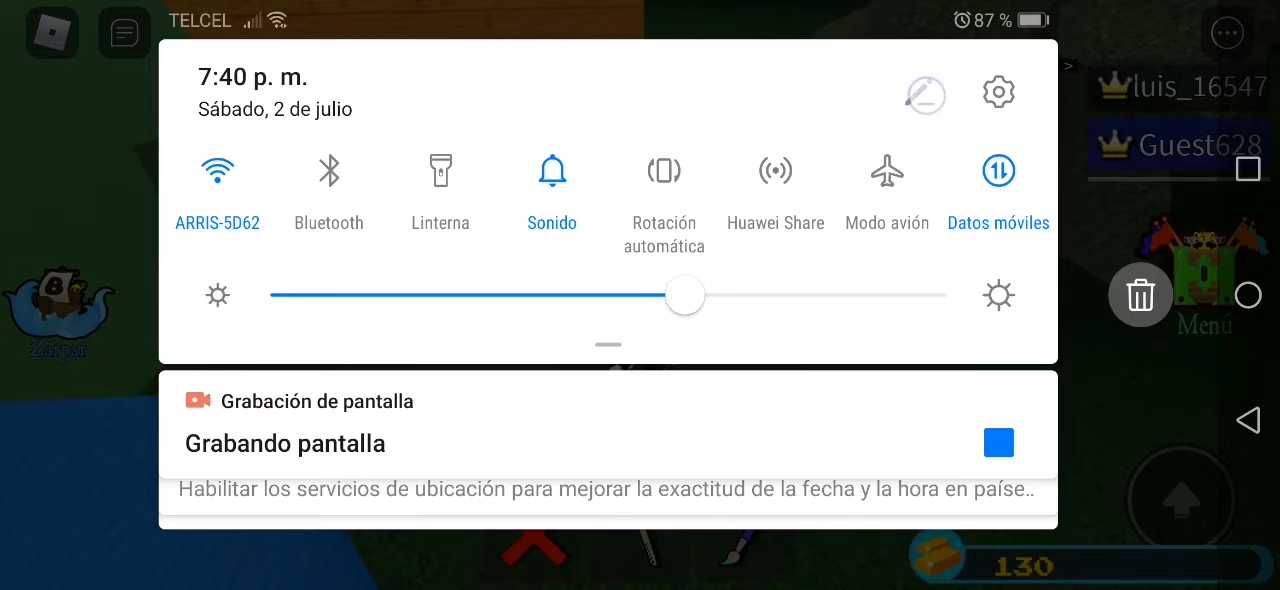 TELCEL
87 %
7:40 p. m.
Sábado, 2 de julio
ARRIS-5D62
Bluetooth
Linterna
Sonido
Rotación
automática
Huawei Share
Modo avión
Datos móviles
Grabación de pantalla
Grabando pantalla
Habilitar los servicios de ubicación para mejorar la exactitud de la fecha y la hora en paíse..
>
luis_16547
Guest628
B
Zarpar
Menú
130